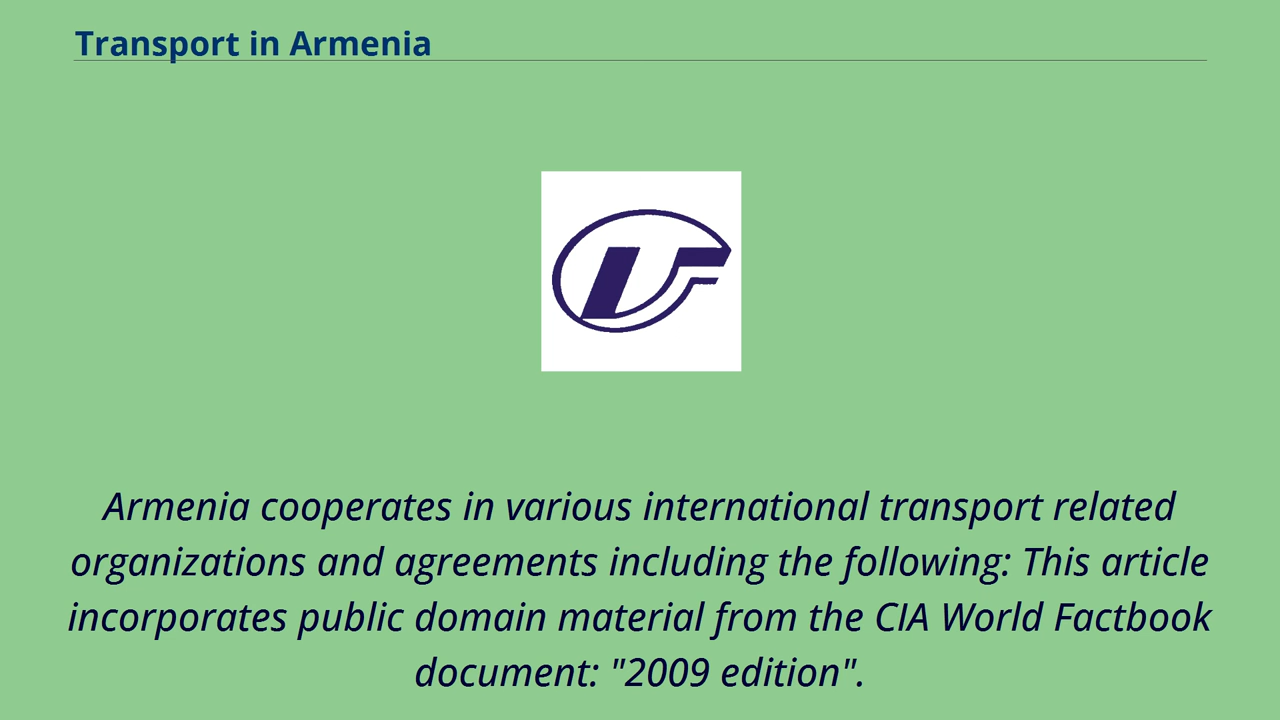 Transport in Armenia
Armenia cooperates in various international transport related
organizations and agreements including the following: This article
incorporates public domain material from the CIA World Factbook
document: "2009 edition".